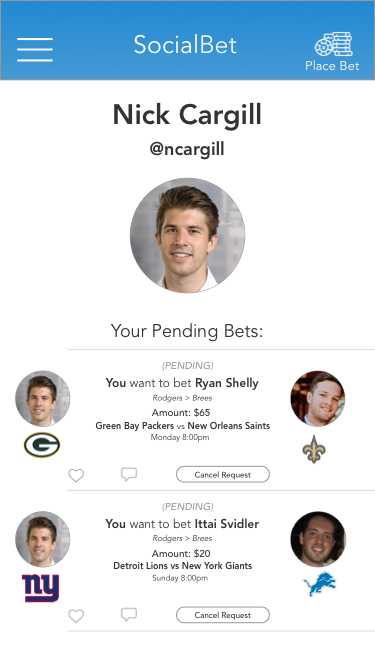 SocialBet
Place Bet
Nick Cargill
@ncargill
Your Pending Bets:
(PENDING)
You want to bet Ryan Shelly
Rodgers > Brees
Amount: $65
Green Bay Packers vs New Orleans Saints
Monday 8:00pm
G
Cancel Request
(PENDING)
You want to bet Ittai Svidler
Rodgers > Brees
Amount: $20
Detroit Lions vs New York Giants
Sunday 8:00pm
ny
Cancel Request